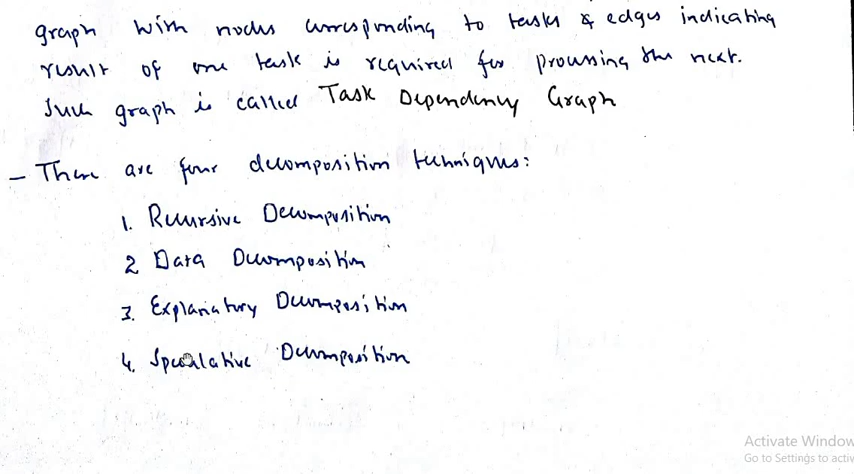 graph with nodes corresponding to tasks & edges indicating
result of one task is required for processing the next.
Such graph is called Task Dependency Graph
- There are four decomposition techniques:
1. Recursive Decomposition
2 Data Decomposition
3. Explanatory Decomposition
4. Speculative Decomposition
Activate Window
Go to Settings to activ